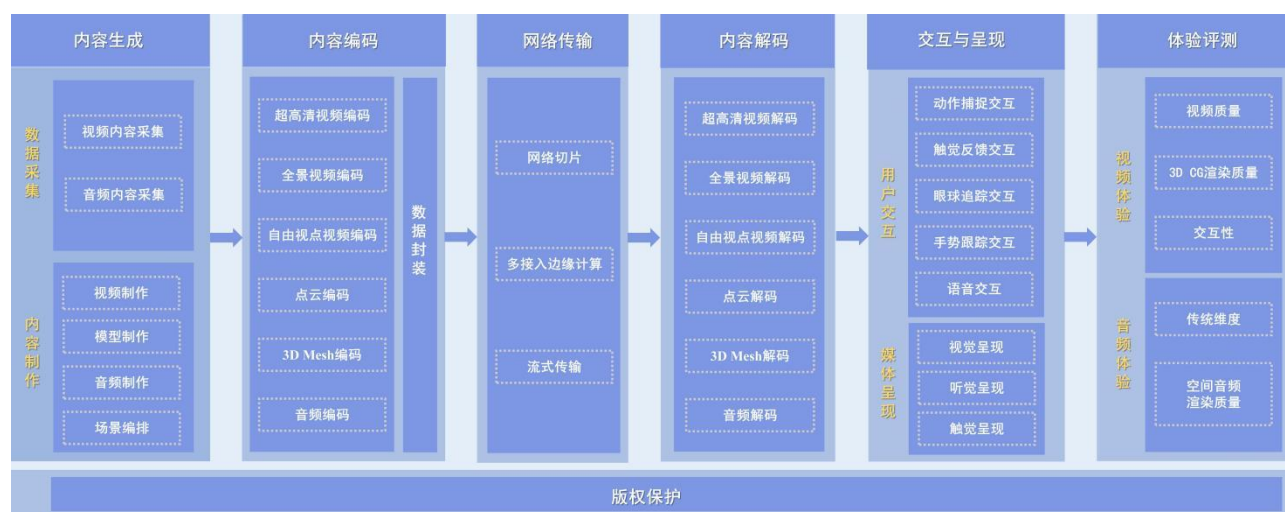 内容生成
数据采集
视频内容采集
音频内容采集
内容制作
视频制作
模型制作
音频制作
场景编排
内容编码
超高清视频编码
全景视频编码
自由视点视频编码
点云编码
3D Mesh编码
音频编码
数据封装
网络传输
网络切片
多接入边缘计算
流式传输
内容解码
超高清视频解码
全景视频解码
自由视点视频解码
点云解码
3D Mesh解码
音频解码
交互与呈现
用户交互
动作捕捉交互
触觉反馈交互
眼球追踪交互
手势跟踪交互
语音交互
媒体呈现
视觉呈现
听觉呈现
触觉呈现
体验评测
视频体验
视频质量
3D CG渲染质量
交互性
音频体验
传统维度
空间音频
渲染质量
版权保护